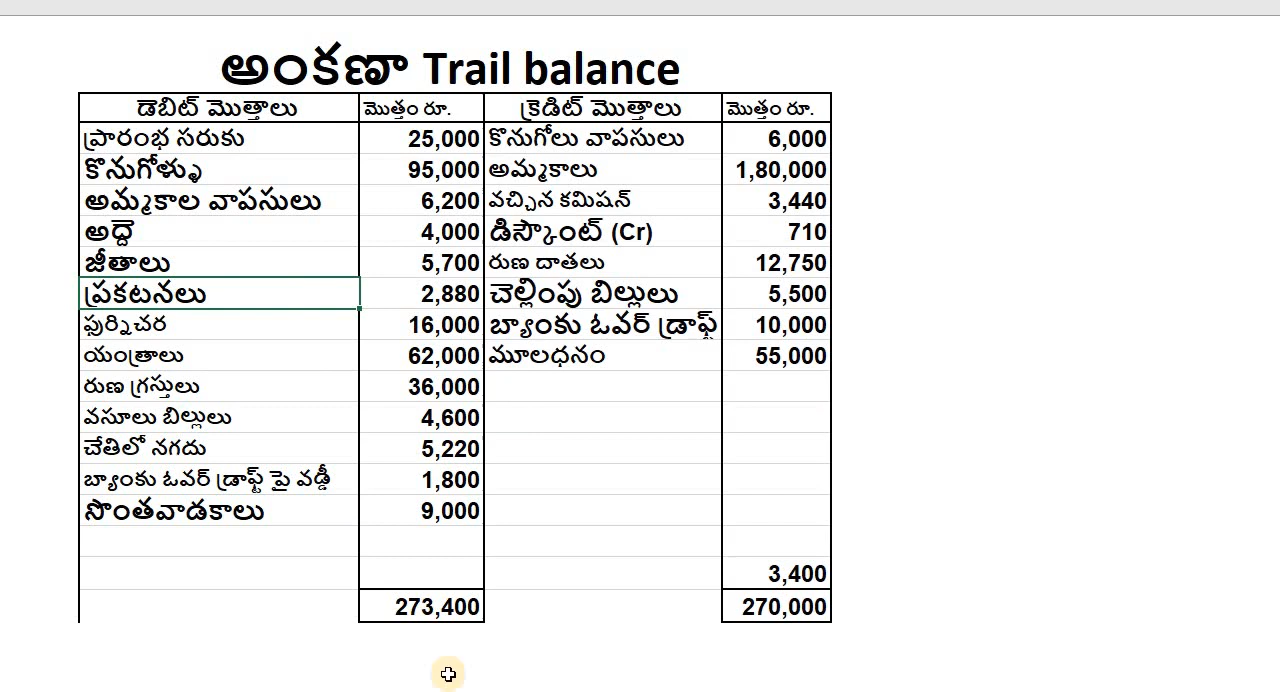 అంకణా Trail balance
డెబిట్ మొత్తాలు మొత్తం రూ. క్రెడిట్ మొత్తాలు మొత్తం రూ.
ప్రారంభ సరుకు 25,000 కొనుగోలు వాపసులు 6,000
కొనుగోళ్ళు 95,000 అమ్మకాలు 1,80,000
అమ్మకాల వాపసులు 6,200 వచ్చిన కమిషన్ 3,440
అద్దె 4,000 డిస్కౌంట్ (Cr) 710
జీతాలు 5,700 రుణ దాతలు 12,750
ప్రకటనలు 2,880 చెల్లింపు బిల్లులు 5,500
ఫుర్నిచర 16,000 బ్యాంకు ఓవర్ డ్రాఫ్ట్ 10,000
యంత్రాలు 62,000 మూలధనం 55,000
రుణ గ్రస్తులు 36,000
వసూలు బిల్లులు 4,600
చేతిలో నగదు 5,220
బ్యాంకు ఓవర్ డ్రాఫ్ట్ పై వడ్డీ 1,800
సొంతవాడకాలు 9,000
3,400
273,400 270,000